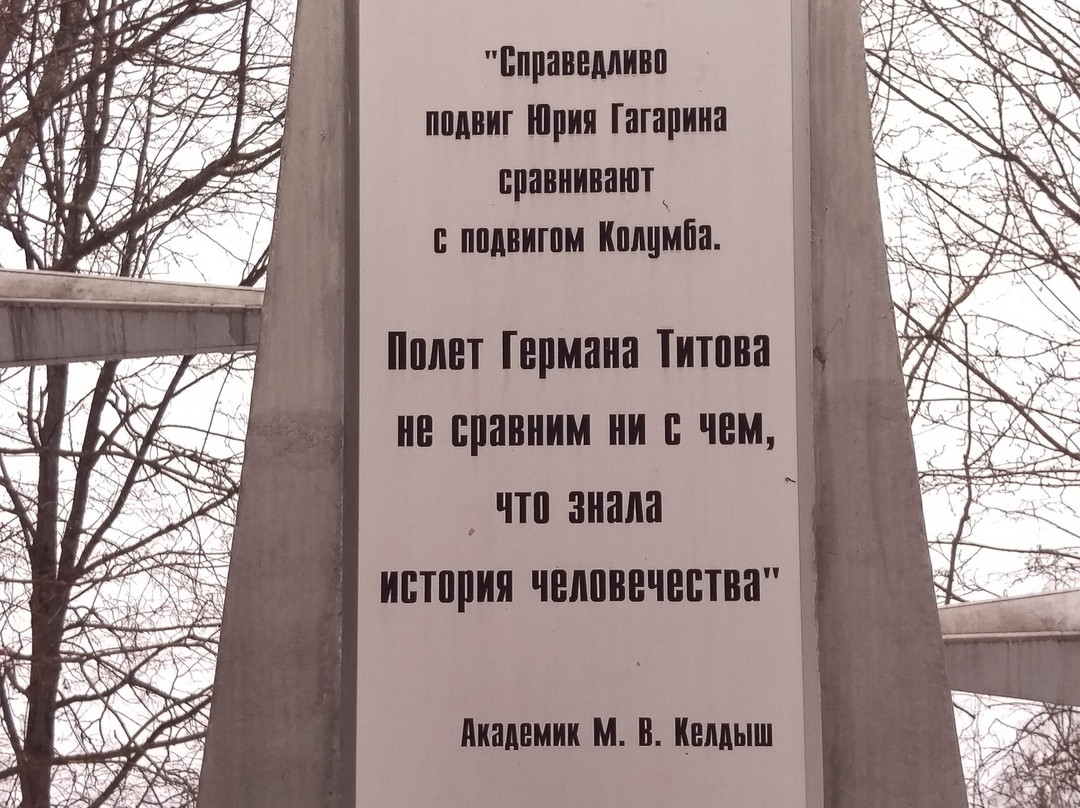 "Справедливо
подвиг Юрия Гагарина
сравнивают
с подвигом Колумба.
Полет Германа Титова
не сравним ни с чем,
что знала
история человечества"
Академик М. В. Келдыш